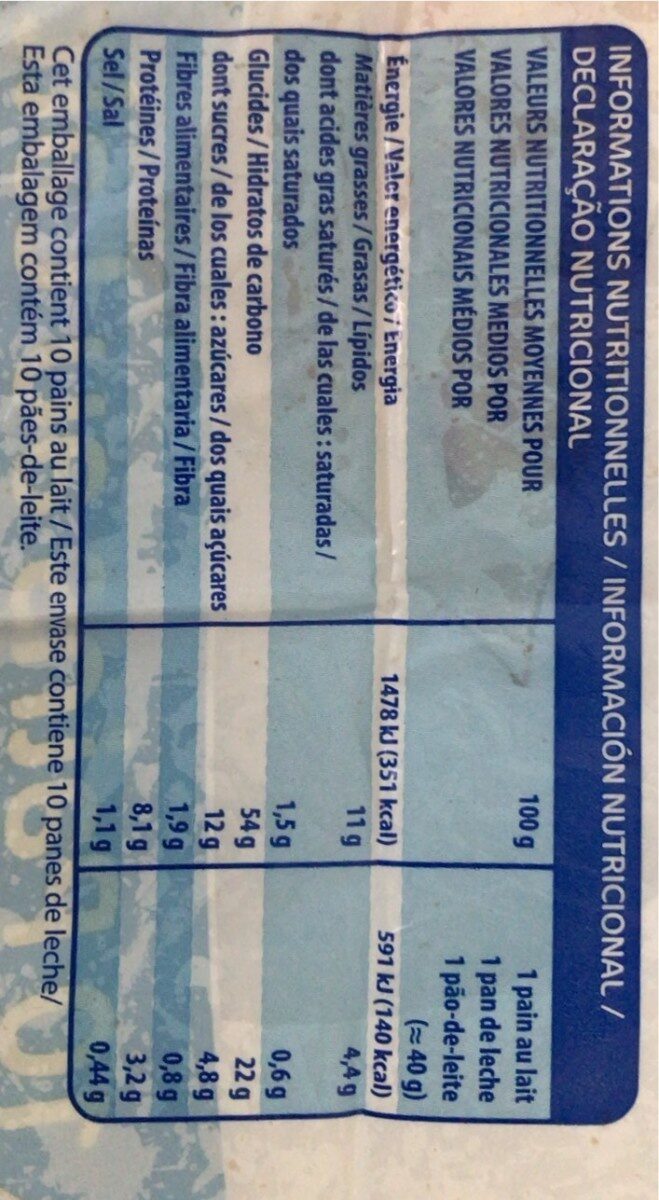 INFORMATIONS NUTRITIONNELLES / INFORMACIÓN NUTRICIONAL /
DECLARAÇÃO NUTRICIONAL
VALEURS NUTRITIONNELLES MOYENNES POUR 100 g 1 pain au lait
VALORES NUTRICIONALES MEDIOS POR 1 pan de leche
VALORES NUTRICIONAIS MÉDIOS POR 1 pão-de-leite
(≈ 40 g)
Énergie / Valor energético / Energia 1478 kJ (351 kcal) 591 kJ (140 kcal)
Matières grasses / Grasas / Lípidos 11 g 4,4 g
dont acides gras saturés / de las cuales : saturadas /
dos quais saturados 1,5 g 0,6 g
Glucides / Hidratos de carbono 54 g 22 g
dont sucres / de los cuales : azúcares / dos quais açúcares 12 g 4,8 g
Fibres alimentaires / Fibra alimentaria / Fibra 1,9 g 0,8 g
Protéines / Proteínas 8,1 g 3,2 g
Sel / Sal 1,1 g 0,44 g
Cet emballage contient 10 pains au lait / Este envase contiene 10 panes de leche/
Esta embalagem contém 10 pães-de-leite.